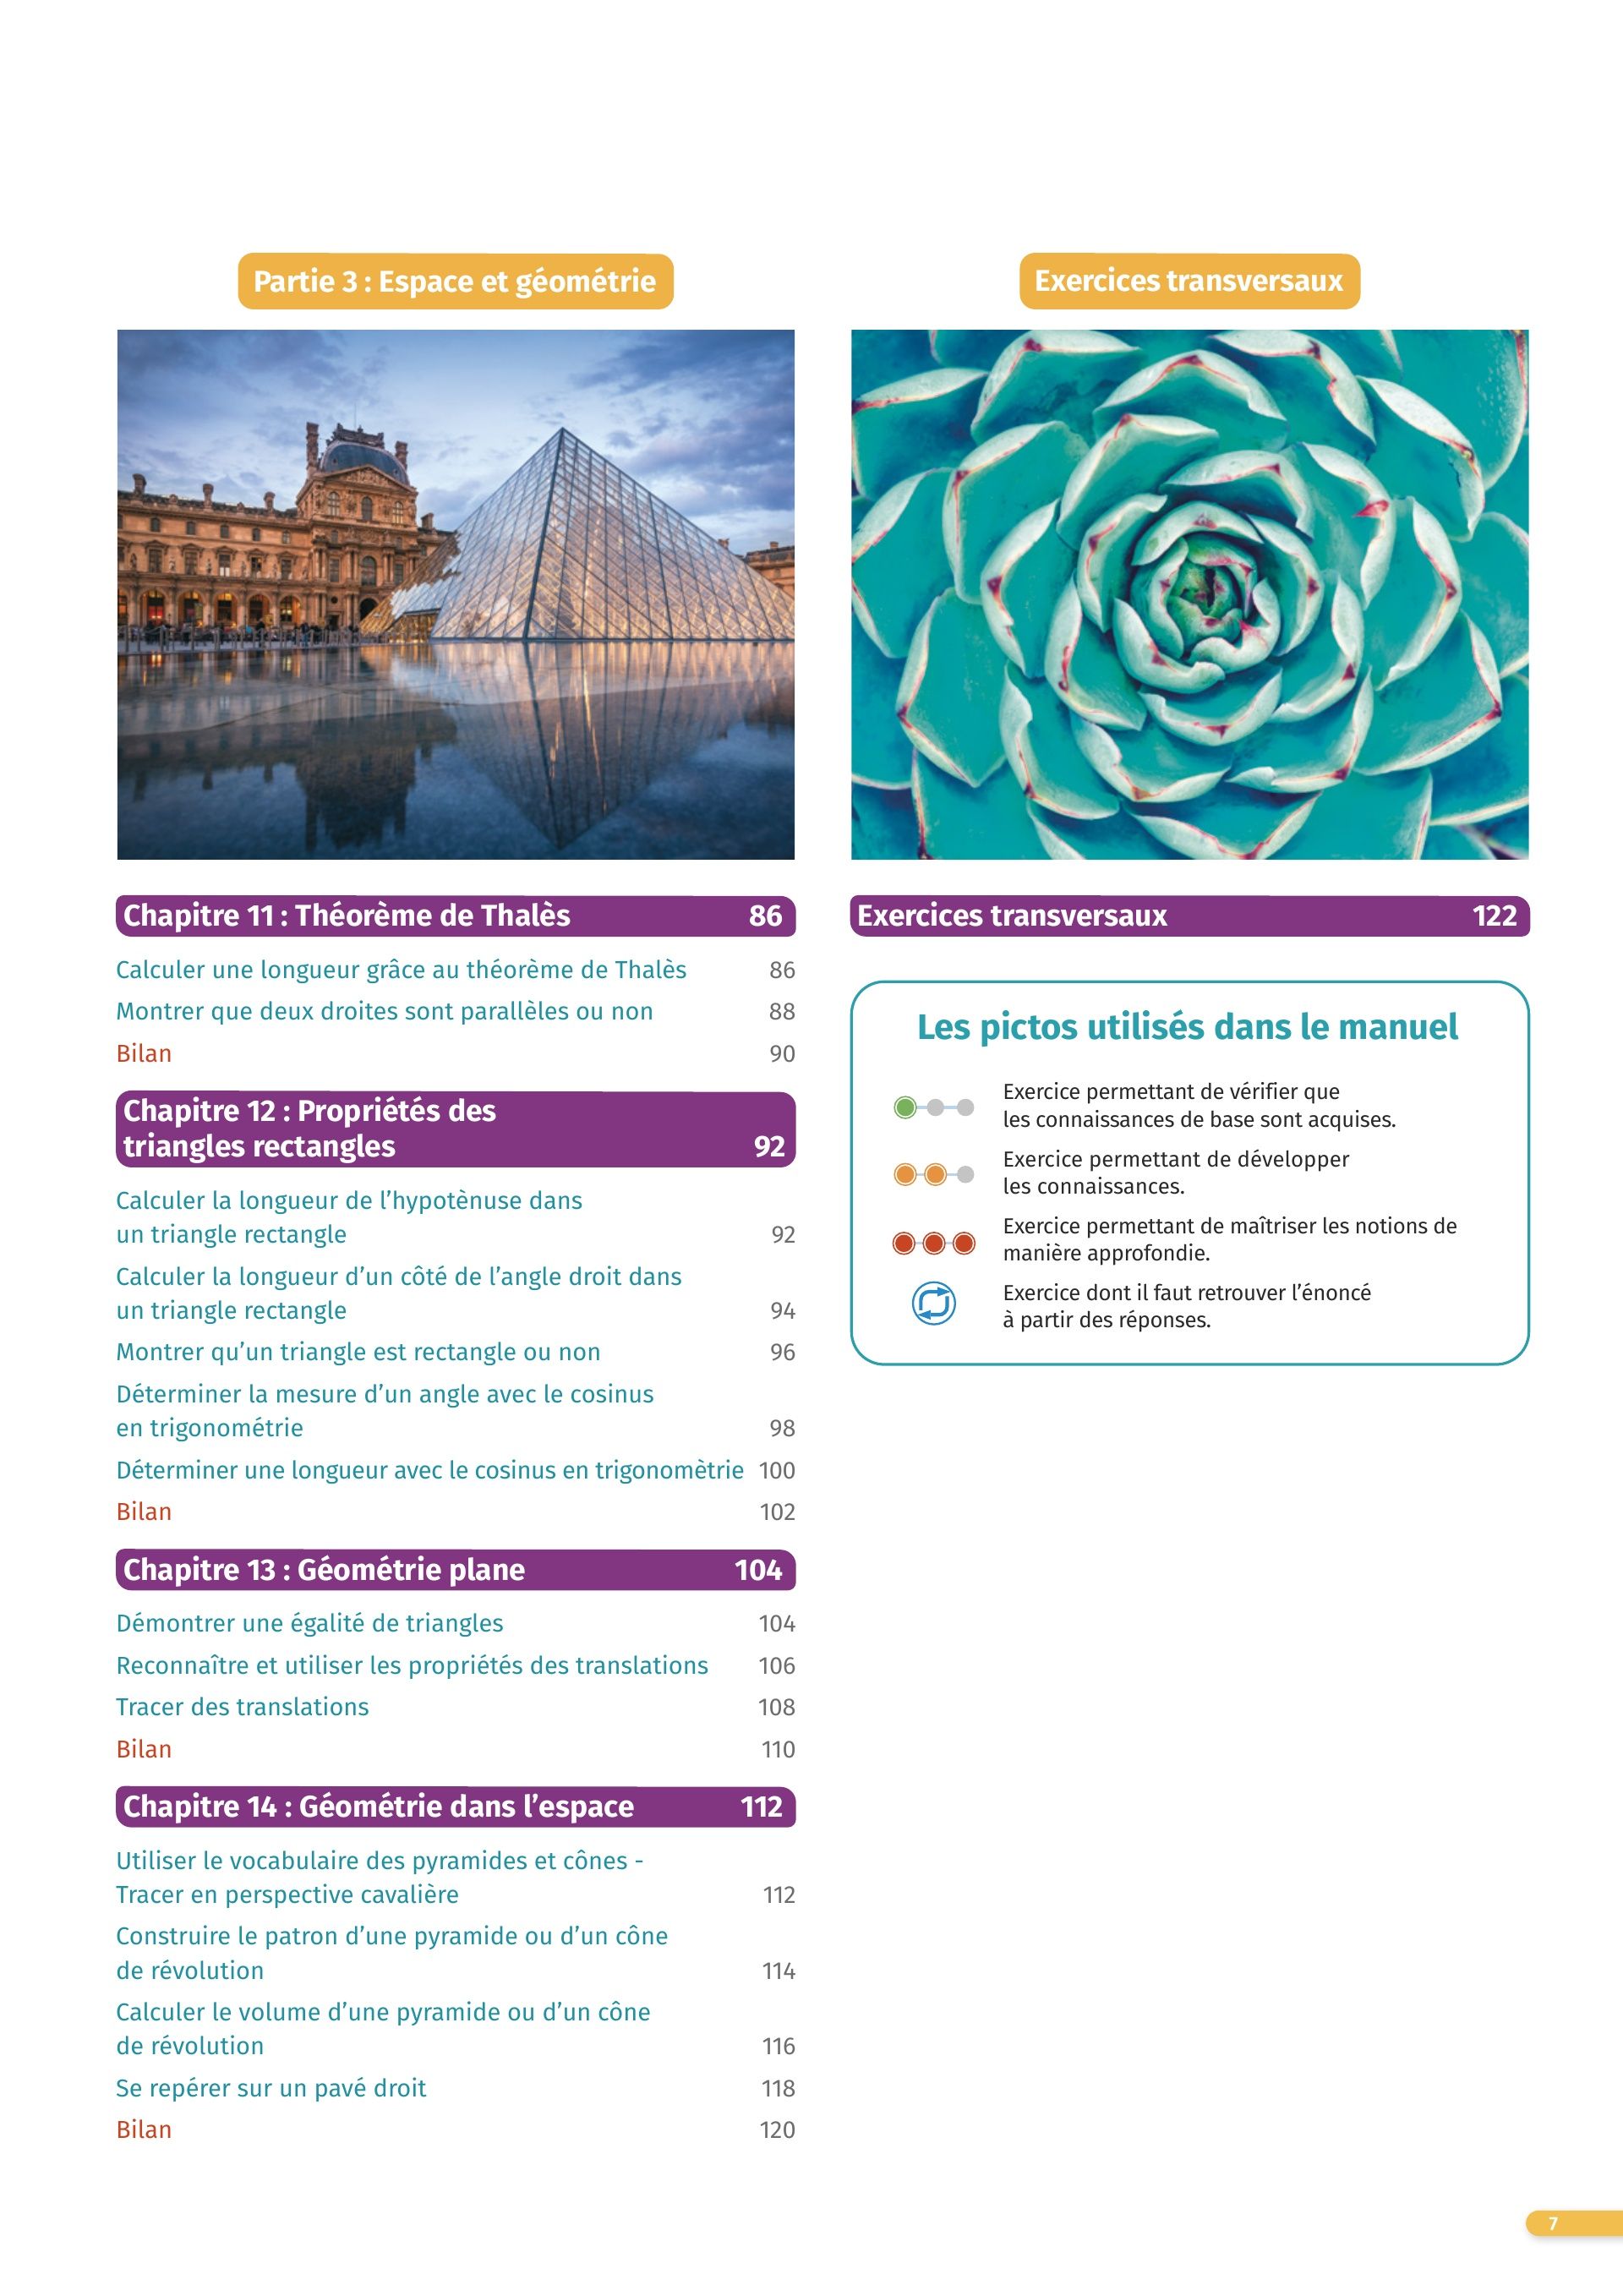 Partie 3 : Espace et géométrie
Chapitre 11 : Théorème de Thalès 86
Calculer une longueur grâce au théorème de Thalès 86
Montrer que deux droites sont parallèles ou non 88
Bilan 90
Chapitre 12 : Propriétés des
triangles rectangles 92
Calculer la longueur de l’hypotènuse dans
un triangle rectangle 92
Calculer la longueur d’un côté de l’angle droit dans
un triangle rectangle 94
Montrer qu’un triangle est rectangle ou non 96
Déterminer la mesure d’un angle avec le cosinus
en trigonométrie 98
Déterminer une longueur avec le cosinus en trigonomètrie 100
Bilan 102
Chapitre 13 : Géométrie plane 104
Démontrer une égalité de triangles 104
Reconnaître et utiliser les propriétés des translations 106
Tracer des translations 108
Bilan 110
Chapitre 14 : Géométrie dans l’espace 112
Utiliser le vocabulaire des pyramides et cônes -
Tracer en perspective cavalière 112
Construire le patron d’une pyramide ou d’un cône
de révolution 114
Calculer le volume d’une pyramide ou d’un cône
de révolution 116
Se repérer sur un pavé droit 118
Bilan 120
Exercices transversaux
Exercices transversaux 122
Les pictos utilisés dans le manuel
Exercice permettant de vérifier que
les connaissances de base sont acquises.
Exercice permettant de développer
les connaissances.
Exercice permettant de maîtriser les notions de
manière approfondie.
Exercice dont il faut retrouver l’énoncé
à partir des réponses.
7